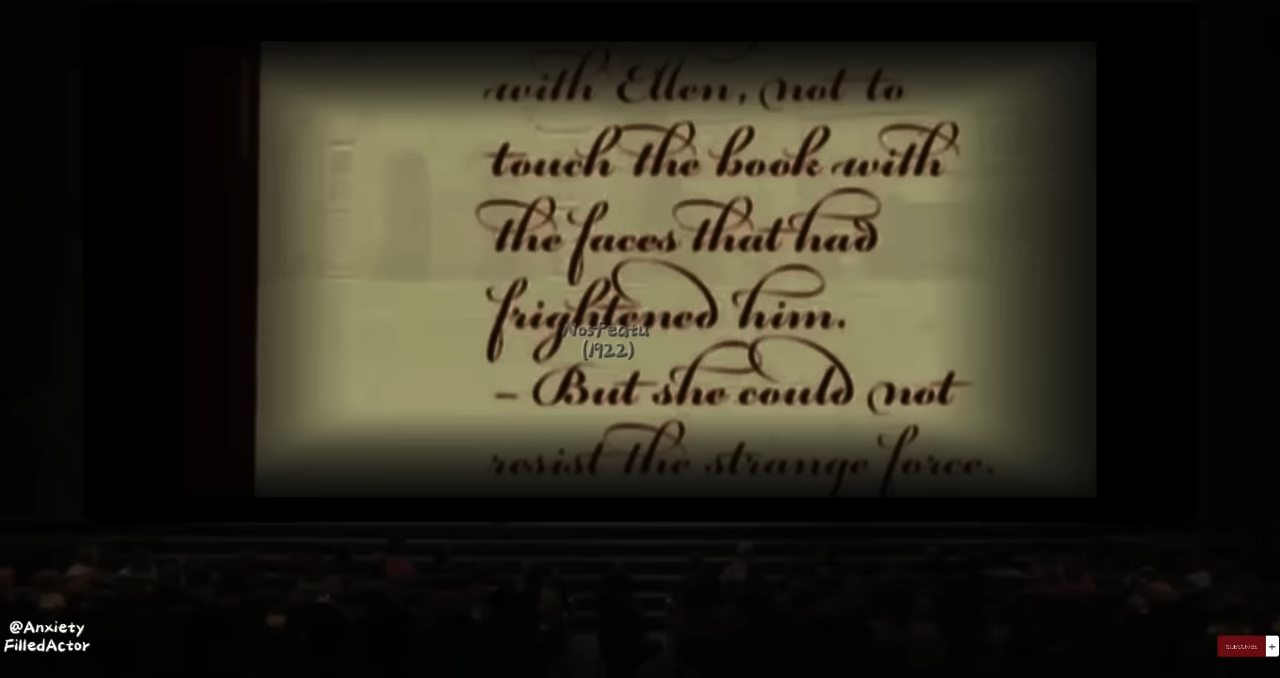 with Ellen, not to
touch the book with
the faces that had
frightened him.
Nosferatu
(1922)
– But she could not
resist the strange force.
@Anxiety
FilledActor
SUBSCRIBE